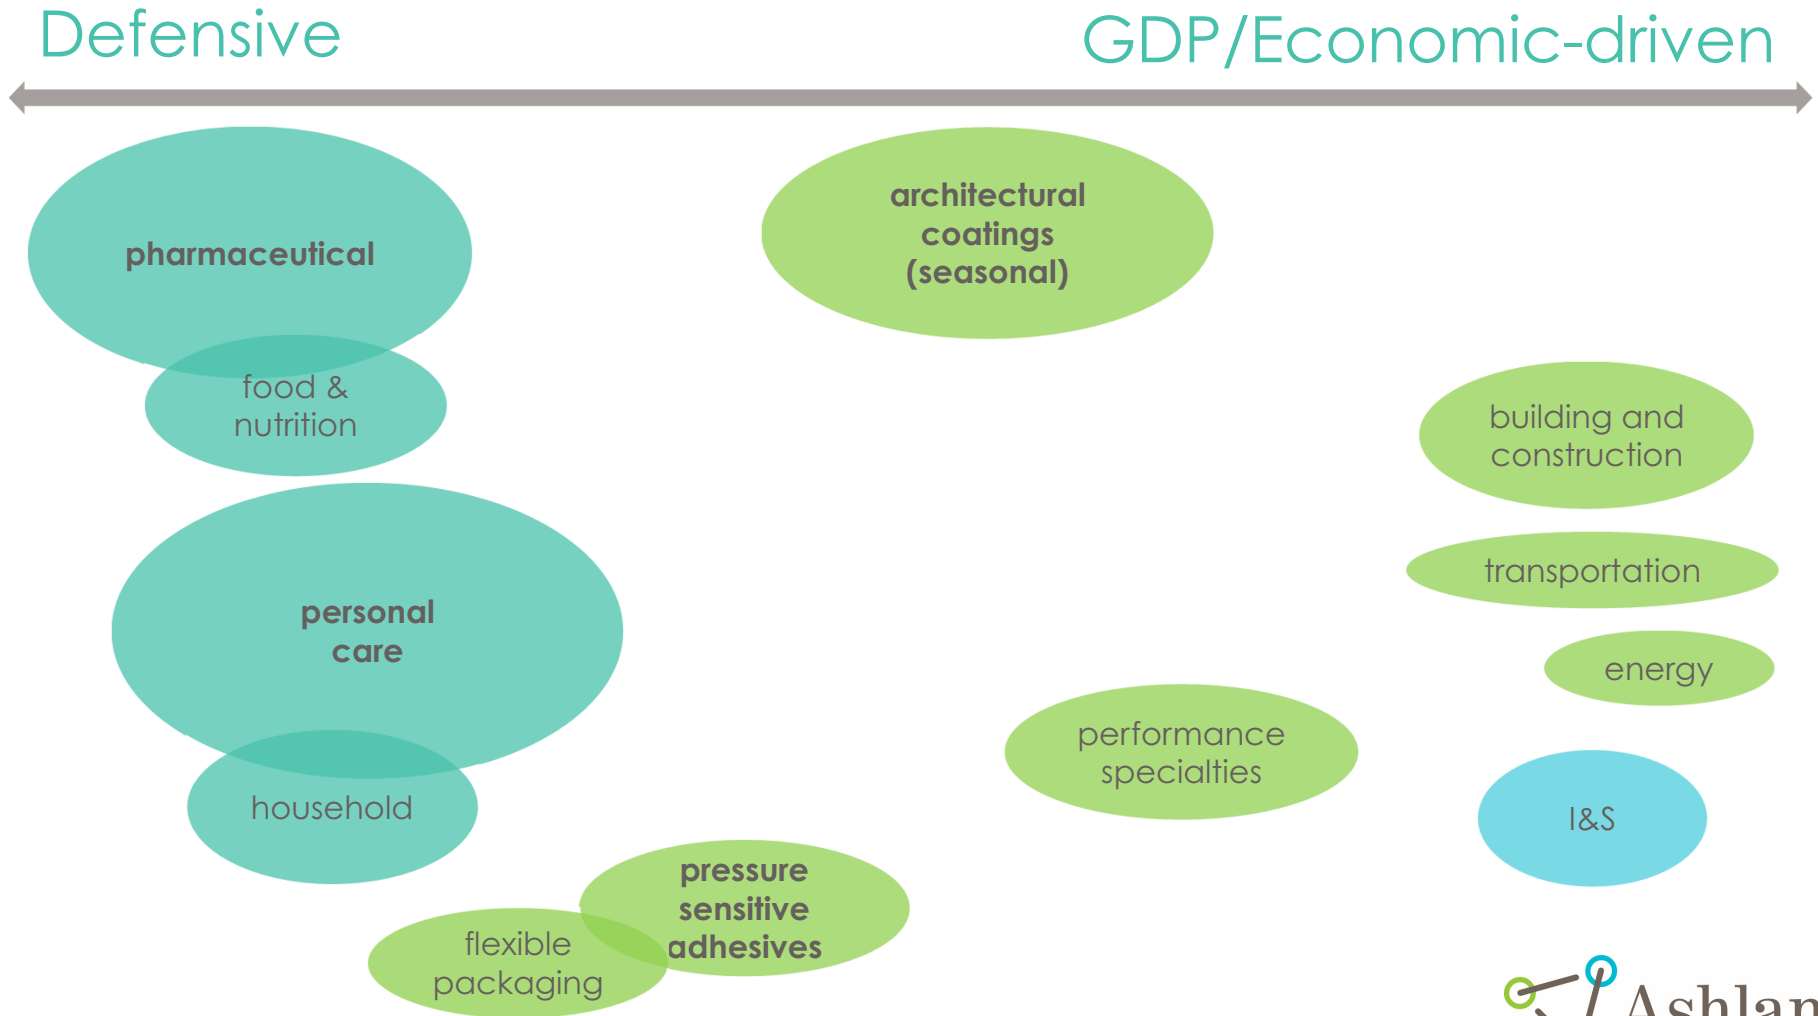 Defensive
GDP/Economic-driven
pharmaceutical
architectural
coatings
(seasonal)
food &
nutrition
building and
construction
transportation
personal
care
energy
performance
specialties
household
I&S
pressure
sensitive
adhesives
flexible
packaging
Ashlan